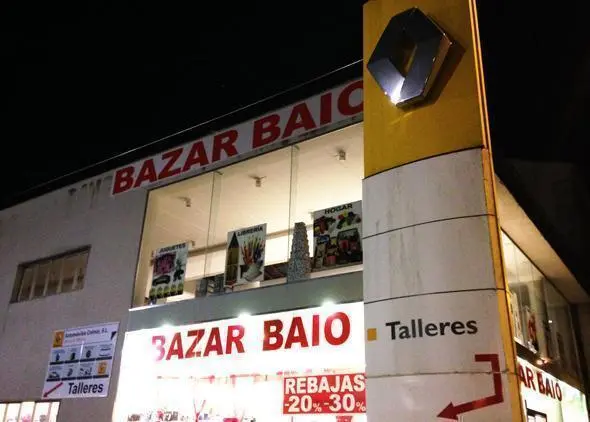 BAZAR BAIO
JUGUETES
LIBRERIA
HOGAR
BAZAR BAIO
Talleres
REBAJAS
-20% -30%
Talleres
AR BAIO